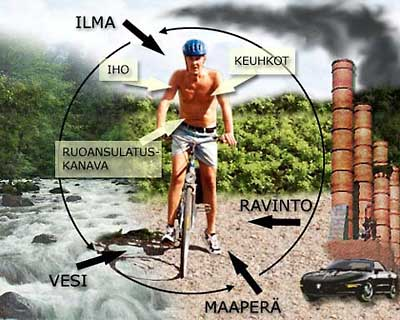 ILMA
IHO
KEUHKOT
RUOANSULATUS-
KANAVA
RAVINTO
VESI
MAAPERÄ